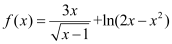 f(x) = 3x/√(x−1) + ln(2x − x²)